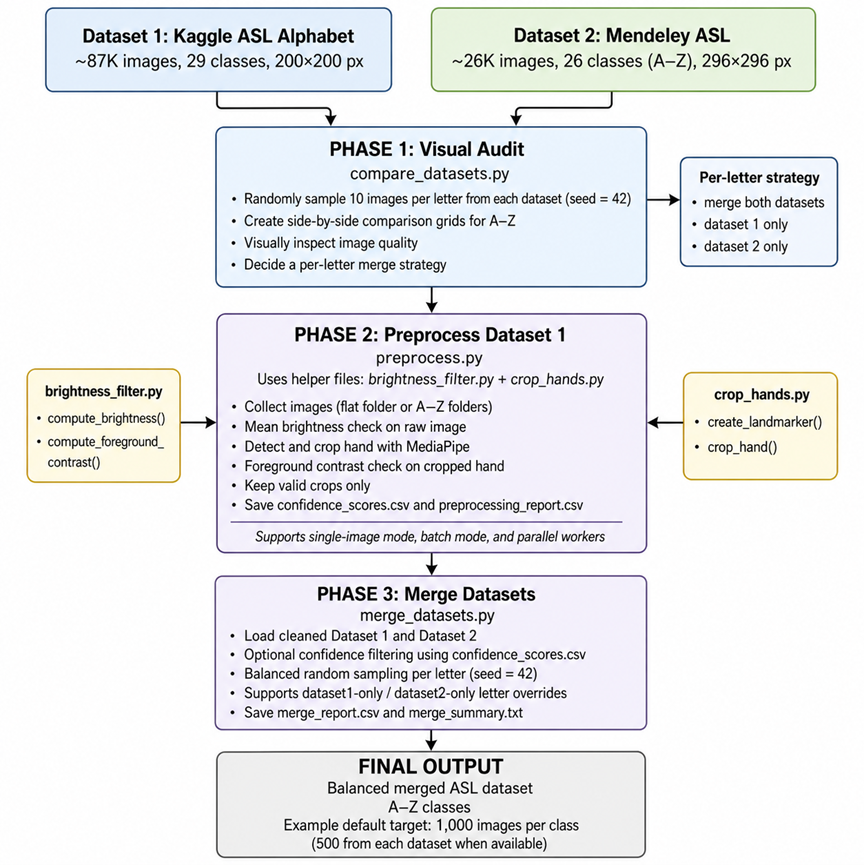 Dataset 1: Kaggle ASL Alphabet
~87K images, 29 classes, 200×200 px
Dataset 2: Mendeley ASL
~26K images, 26 classes (A–Z), 296×296 px
PHASE 1: Visual Audit
compare_datasets.py
• Randomly sample 10 images per letter from each dataset (seed = 42)
• Create side-by-side comparison grids for A–Z
• Visually inspect image quality
• Decide a per-letter merge strategy
Per-letter strategy
• merge both datasets
• dataset 1 only
• dataset 2 only
PHASE 2: Preprocess Dataset 1
preprocess.py
Uses helper files: brightness_filter.py + crop_hands.py
• Collect images (flat folder or A–Z folders)
• Mean brightness check on raw image
• Detect and crop hand with MediaPipe
• Foreground contrast check on cropped hand
• Keep valid crops only
• Save confidence_scores.csv and preprocessing_report.csv
Supports single-image mode, batch mode, and parallel workers
brightness_filter.py
• compute_brightness()
• compute_foreground_
contrast()
crop_hands.py
• create_landmarker()
• crop_hand()
PHASE 3: Merge Datasets
merge_datasets.py
• Load cleaned Dataset 1 and Dataset 2
• Optional confidence filtering using confidence_scores.csv
• Balanced random sampling per letter (seed = 42)
• Supports dataset1-only / dataset2-only letter overrides
• Save merge_report.csv and merge_summary.txt
FINAL OUTPUT
Balanced merged ASL dataset
A–Z classes
Example default target: 1,000 images per class
(500 from each dataset when available)